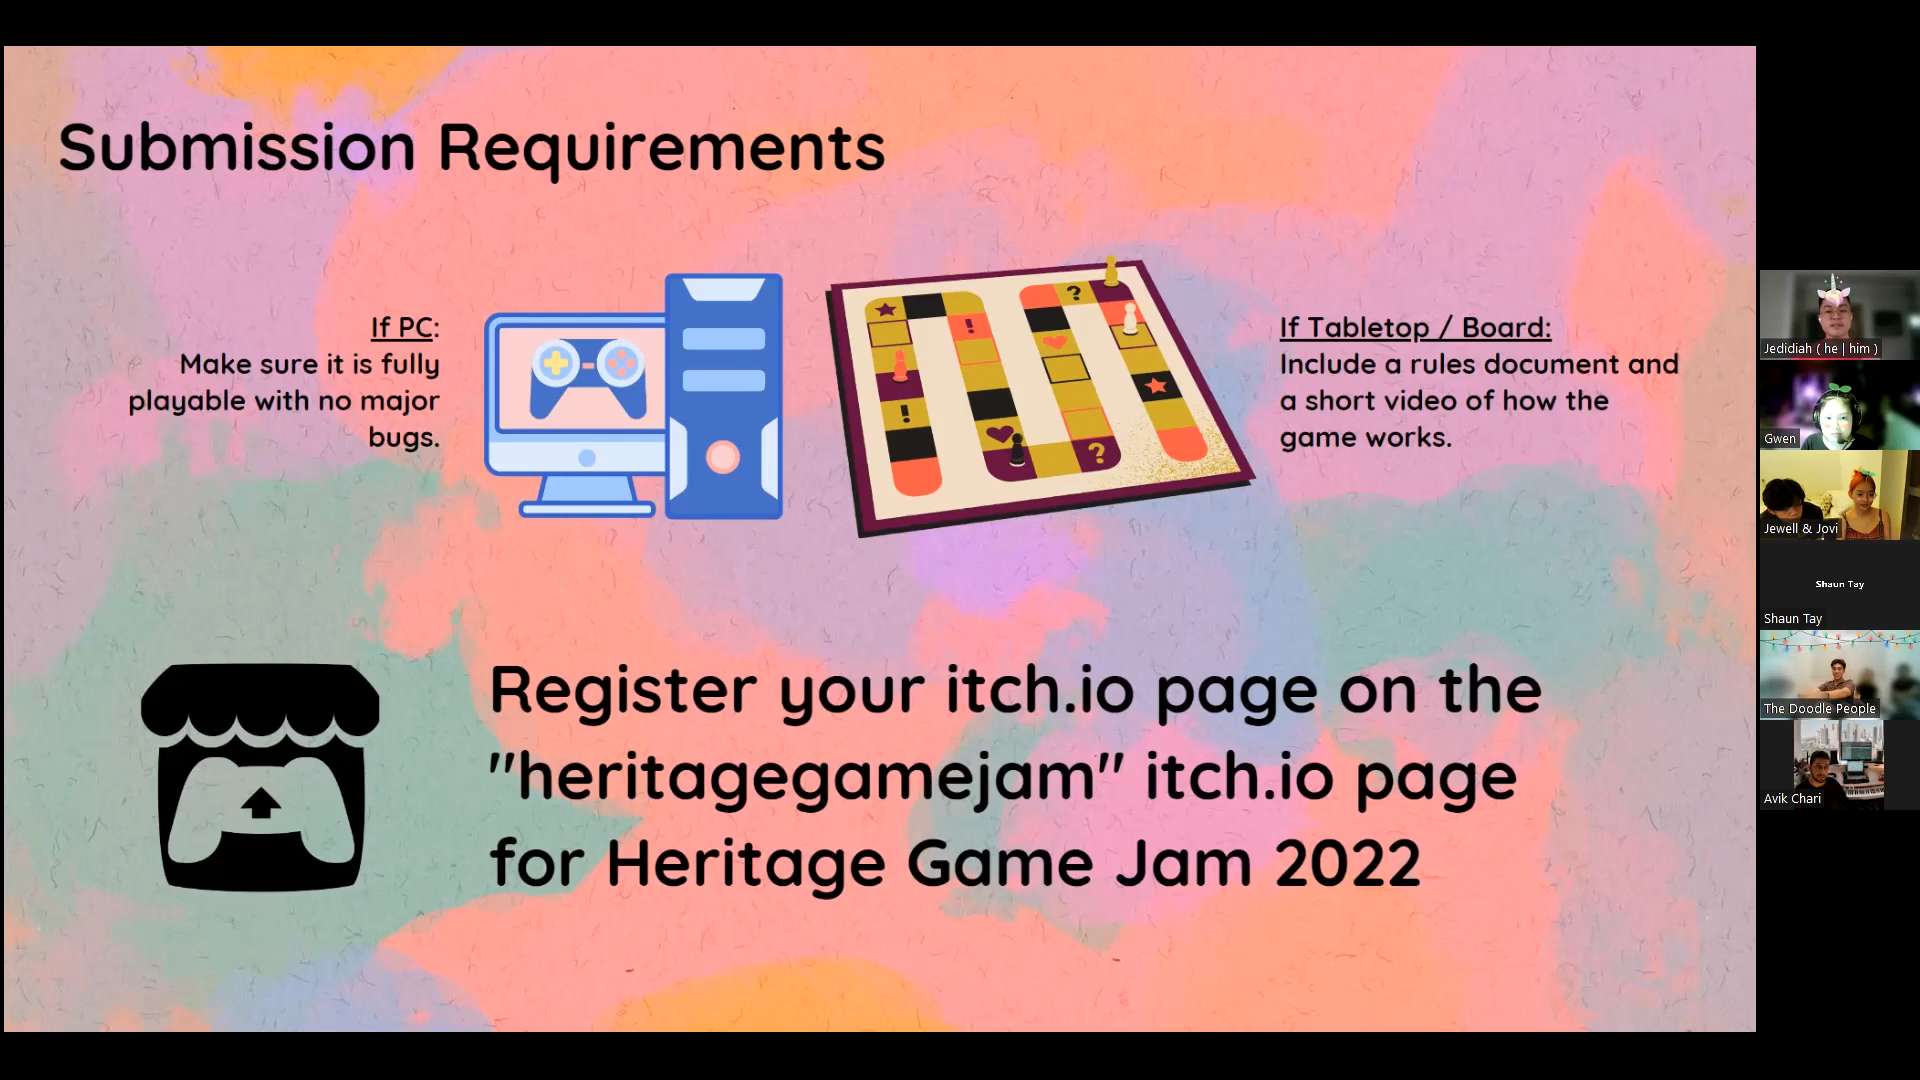 Submission Requirements
If PC:
Make sure it is fully
playable with no major
bugs.
If Tabletop / Board:
Include a rules document and
a short video of how the
game works.
Register your itch.io page on the
"heritagegamejam" itch.io page
for Heritage Game Jam 2022
Jedidiah ( he | him )
Gwen
Jewell & Jovi
Shaun Tay
Shaun Tay
The Doodle People
Avik Chari